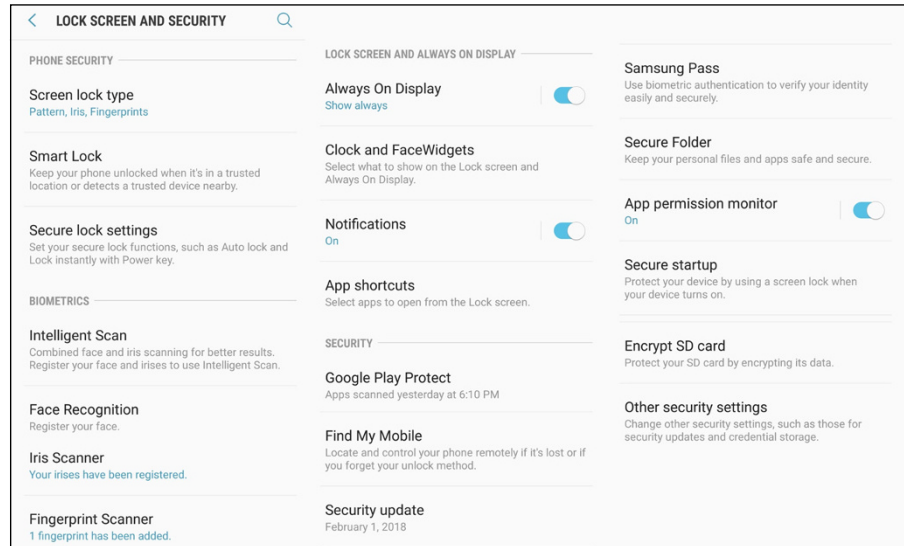 LOCK SCREEN AND SECURITY
PHONE SECURITY
Screen lock type
Pattern, Iris, Fingerprints
Smart Lock
Keep your phone unlocked when it's in a trusted
location or detects a trusted device nearby.
Secure lock settings
Set your secure lock functions, such as Auto lock and
Lock instantly with Power key.
BIOMETRICS
Intelligent Scan
Combined face and iris scanning for better results.
Register your face and irises to use Intelligent Scan.
Face Recognition
Register your face.
Iris Scanner
Your irises have been registered.
Fingerprint Scanner
1 fingerprint has been added.
LOCK SCREEN AND ALWAYS ON DISPLAY
Always On Display
Show always
Clock and FaceWidgets
Select what to show on the Lock screen and
Always On Display.
Notifications
On
App shortcuts
Select apps to open from the Lock screen.
SECURITY
Google Play Protect
Apps scanned yesterday at 6:10 PM
Find My Mobile
Locate and control your phone remotely if it's lost or if
you forget your unlock method.
Security update
February 1, 2018
Samsung Pass
Use biometric authentication to verify your identity
easily and securely.
Secure Folder
Keep your personal files and apps safe and secure.
App permission monitor
On
Secure startup
Protect your device by using a screen lock when
your device turns on.
Encrypt SD card
Protect your SD card by encrypting its data.
Other security settings
Change other security settings, such as those for
security updates and credential storage.